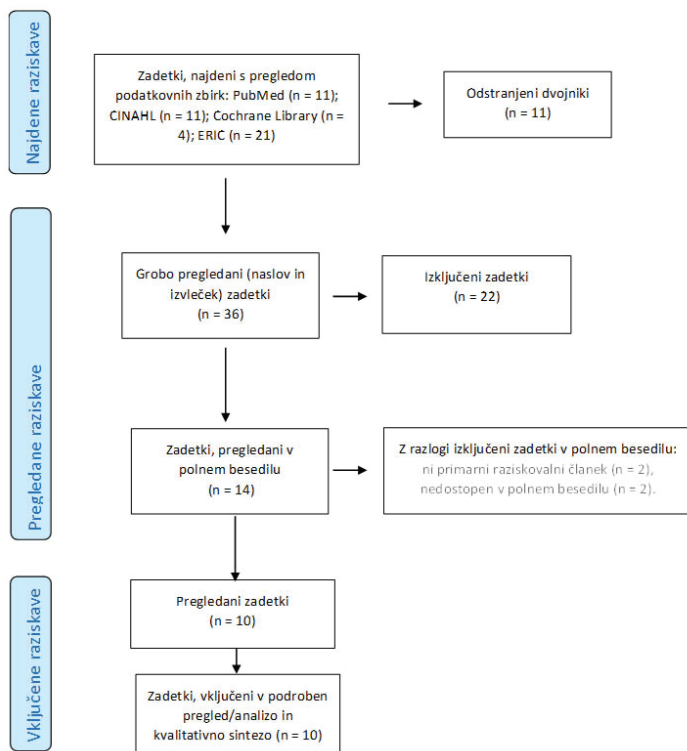 Najdene raziskave
Zadetki, najdeni s pregledom
podatkovnih zbirk: PubMed (n = 11);
CINAHL (n = 11); Cochrane Library (n =
4); ERIC (n = 21)
Odstranjeni dvojniki
(n = 11)
Pregledane raziskave
Grobo pregledani (naslov in
izvleček) zadetki
(n = 36)
Izključeni zadetki
(n = 22)
Zadetki, pregledani v
polnem besedilu
(n = 14)
Z razlogi izključeni zadetki v polnem besedilu:
ni primarni raziskovalni članek (n = 2),
nedostopen v polnem besedilu (n = 2).
Vključene raziskave
Pregledani zadetki
(n = 10)
Zadetki, vključeni v podroben
pregled/analizo in
kvalitativno sintezo (n = 10)